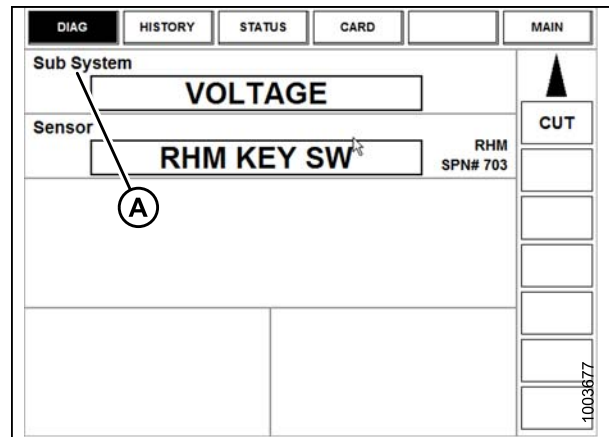 DIAG HISTORY STATUS CARD MAIN
Sub System
VOLTAGE
CUT
Sensor
RHM KEY SW
RHM
SPN# 703
A
1003677